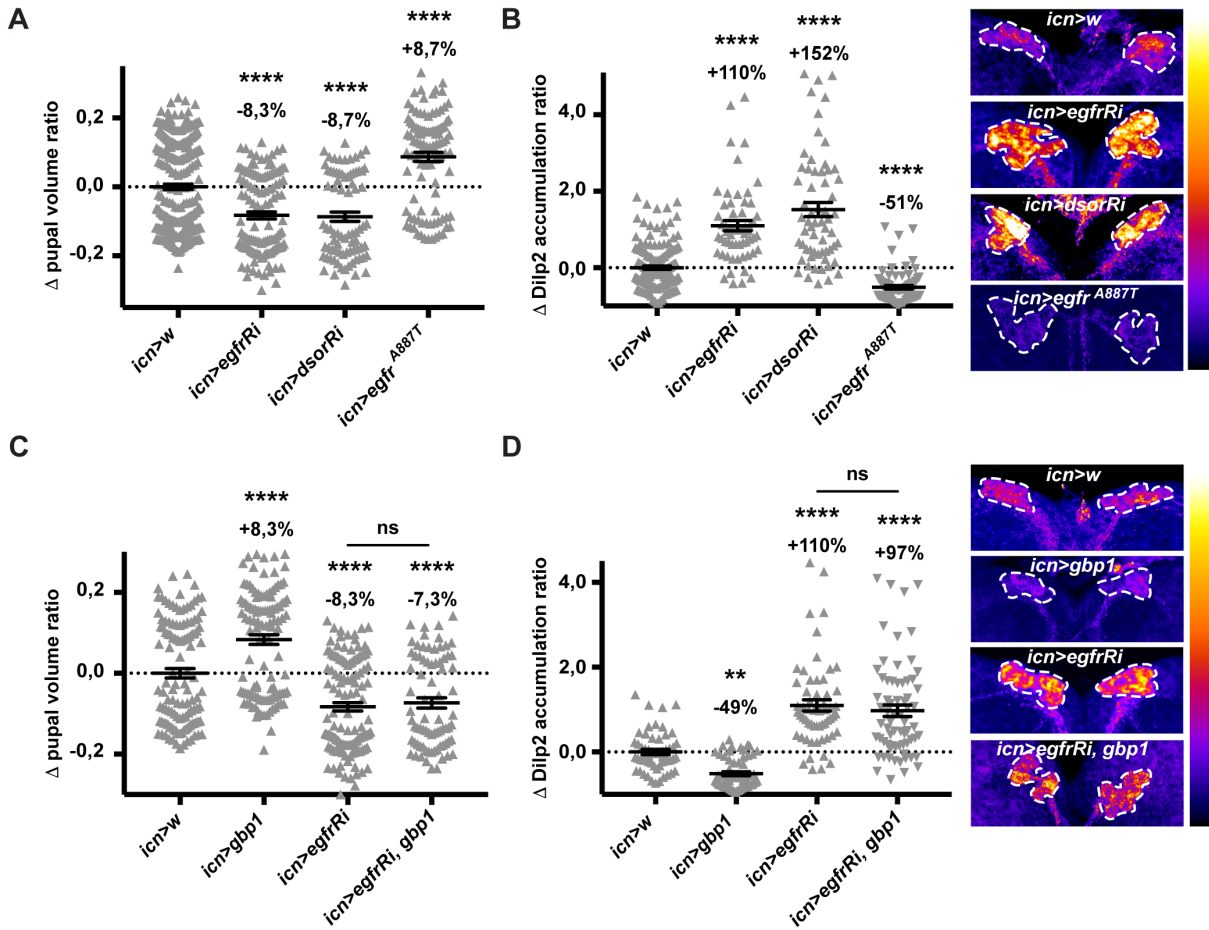 A
Δ pupal volume ratio
0,2
0,0
-0,2
****
-8,3%
****
-8,7%
****
+8,7%
icn>w
icn>egfrRi
icn>dsorRi
icn>egfr A887T
B
Δ Dilp2 accumulation ratio
4,0
2,0
0,0
****
+110%
****
+152%
****
-51%
icn>w
icn>egfrRi
icn>dsorRi
icn>egfr A887T
icn>w
icn>egfrRi
icn>dsorRi
icn>egfr A887T
C
Δ pupal volume ratio
0,2
0,0
-0,2
****
+8,3%
ns
****
-8,3%
****
-7,3%
icn>w
icn>gbp1
icn>egfrRi
icn>egfrRi, gbp1
D
Δ Dilp2 accumulation ratio
4,0
2,0
0,0
**
-49%
ns
****
+110%
****
+97%
icn>w
icn>gbp1
icn>egfrRi
icn>egfrRi, gbp1
icn>w
icn>gbp1
icn>egfrRi
icn>egfrRi, gbp1